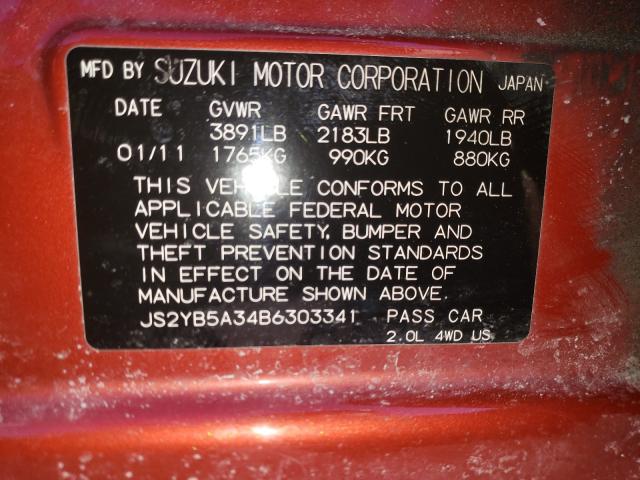 MFD BY SUZUKI MOTOR CORPORATION JAPAN
DATE GVWR GAWR FRT GAWR RR
3891LB 2183LB 1940LB
01/11 1765KG 990KG 880KG
THIS VEHICLE CONFORMS TO ALL
APPLICABLE FEDERAL MOTOR
VEHICLE SAFETY, BUMPER AND
THEFT PREVENTION STANDARDS
IN EFFECT ON THE DATE OF
MANUFACTURE SHOWN ABOVE.
JS2YB5A34B6303341 PASS CAR
2.0L 4WD US